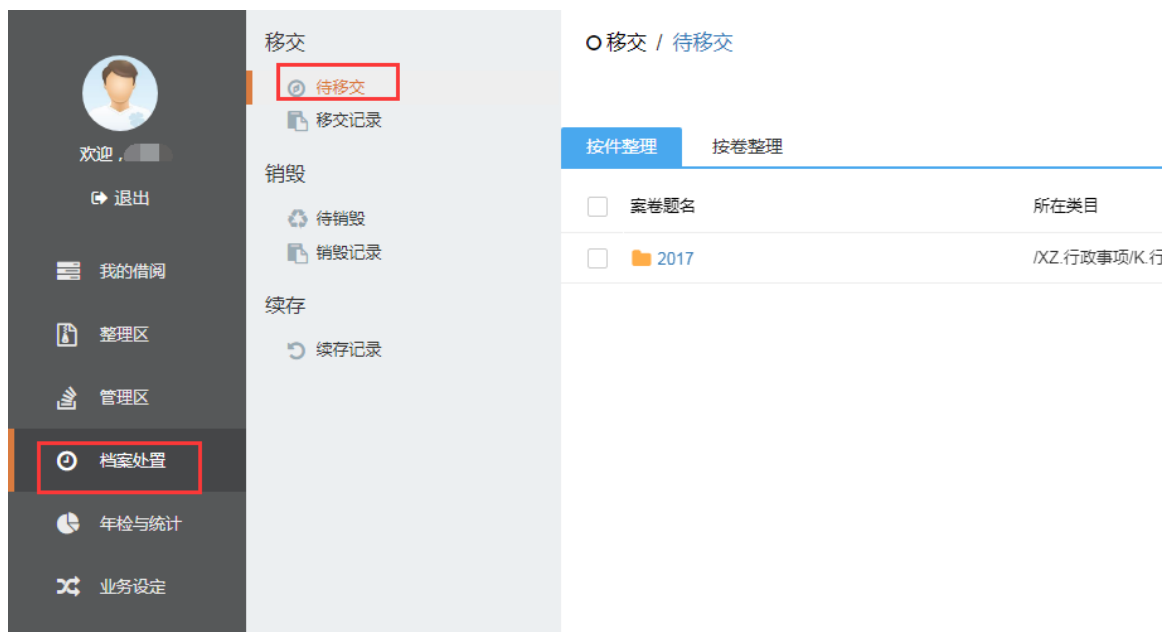 欢迎 ,
退出
我的借阅
整理区
管理区
档案处置
年检与统计
业务设定
移交
待移交
移交记录
销毁
待销毁
销毁记录
续存
续存记录
移交 / 待移交
按件整理 按卷整理
案卷题名 所在类目
2017 /XZ.行政事项/K.行